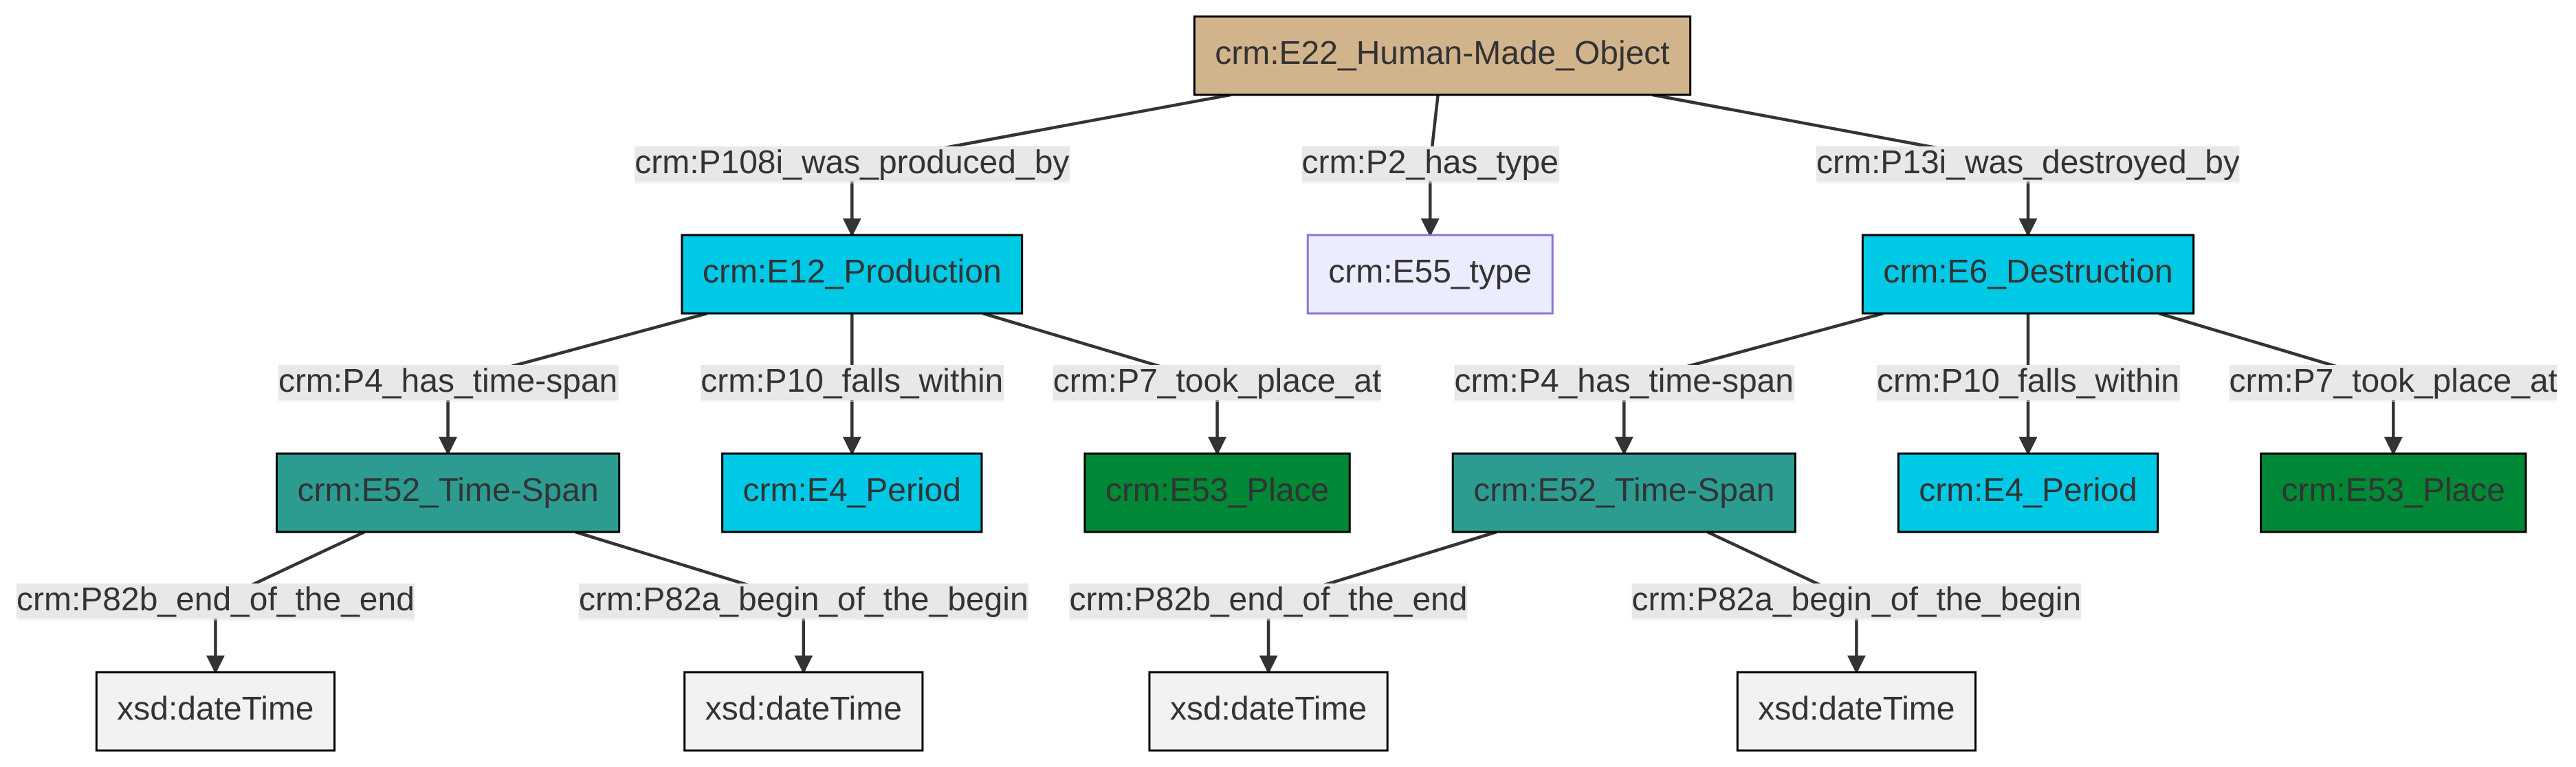 crm:E22_Human-Made_Object
crm:P108i_was_produced_by
crm:P2_has_type
crm:P13i_was_destroyed_by
crm:E12_Production
crm:E55_type
crm:E6_Destruction
crm:P4_has_time-span
crm:P10_falls_within
crm:P7_took_place_at
crm:P4_has_time-span
crm:P10_falls_within
crm:P7_took_place_at
crm:E52_Time-Span
crm:E4_Period
crm:E53_Place
crm:E52_Time-Span
crm:E4_Period
crm:E53_Place
crm:P82b_end_of_the_end
crm:P82a_begin_of_the_begin
crm:P82b_end_of_the_end
crm:P82a_begin_of_the_begin
xsd:dateTime
xsd:dateTime
xsd:dateTime
xsd:dateTime